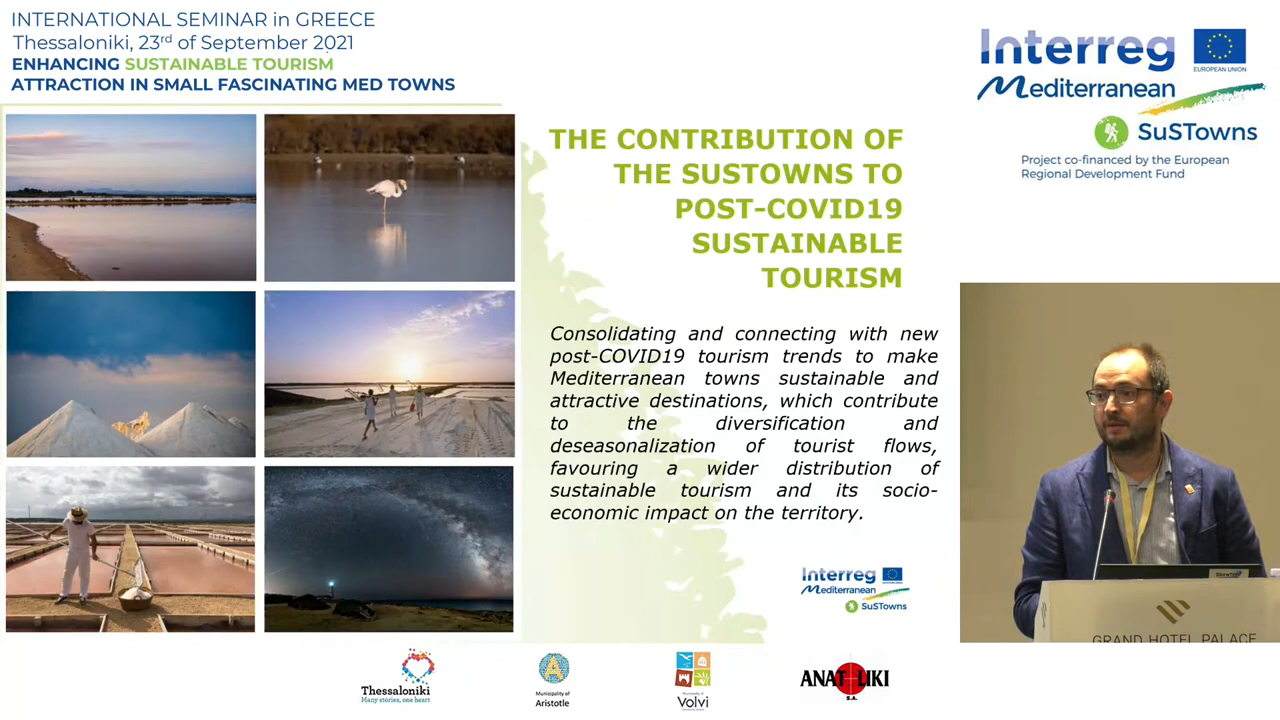 INTERNATIONAL SEMINAR in GREECE
Thessaloniki, 23rd of September 2021
ENHANCING SUSTAINABLE TOURISM
ATTRACTION IN SMALL FASCINATING MED TOWNS
Interreg
EUROPEAN UNION
Mediterranean
SuSTowns
Project co-financed by the European
Regional Development Fund
THE CONTRIBUTION OF
THE SUSTOWNS TO
POST-COVID19
SUSTAINABLE
TOURISM
Consolidating and connecting with new
post-COVID19 tourism trends to make
Mediterranean towns sustainable and
attractive destinations, which contribute
to the diversification and
deseasonalization of tourist flows,
favouring a wider distribution of
sustainable tourism and its socio-
economic impact on the territory.
Interreg
Mediterranean
SuSTowns
GRAND HOTEL PALACE
Thessaloniki
Many stories, one heart
Municipality of
Aristotle
Municipality of
Volvi
ANATOLIKI
S.A.